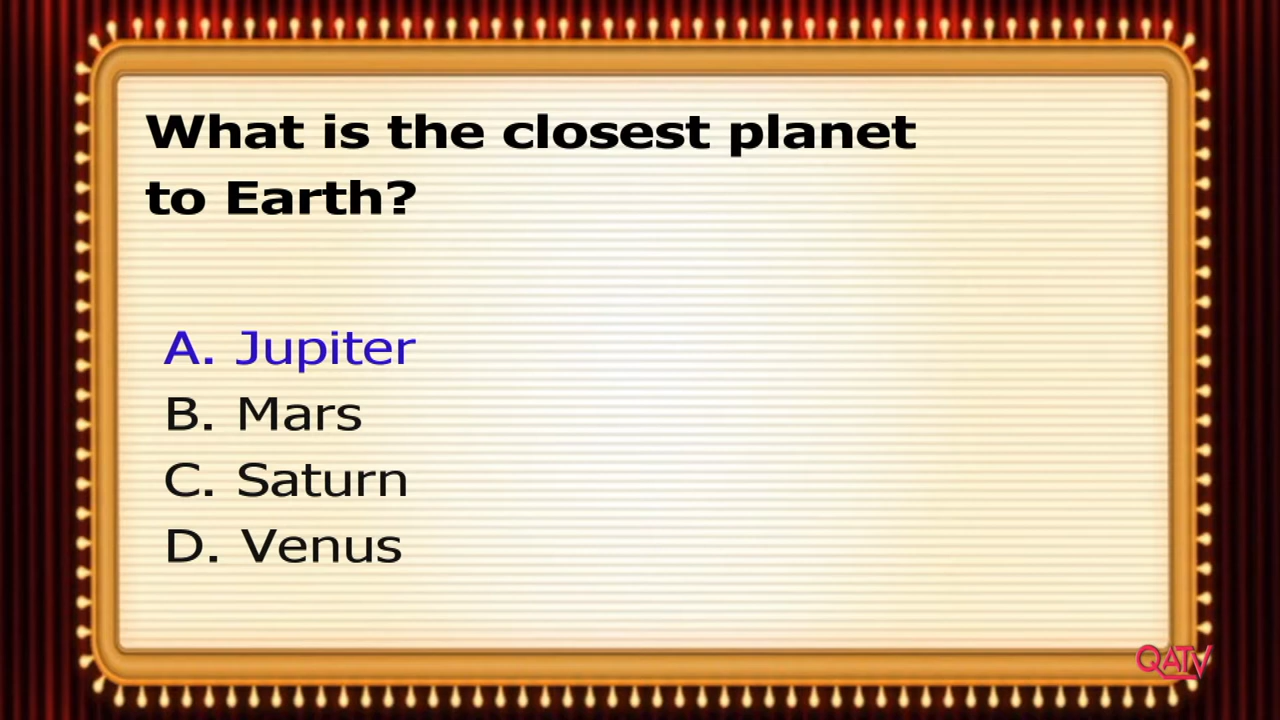 What is the closest planet
to Earth?
A. Jupiter
B. Mars
C. Saturn
D. Venus
QATV